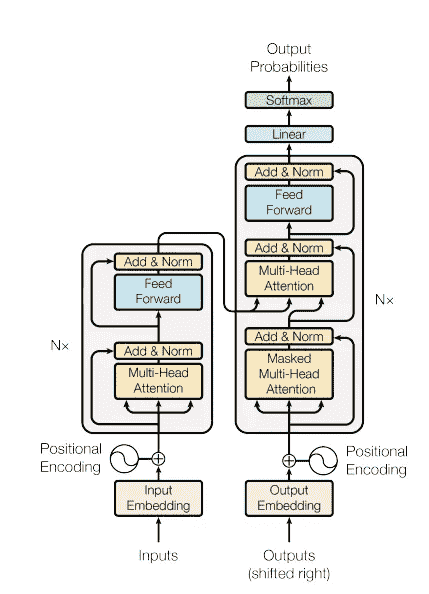 Output
Probabilities
Softmax
Linear
Add & Norm
Feed
Forward
Add & Norm
Multi-Head
Attention
Add & Norm
Masked
Multi-Head
Attention
Nx
Add & Norm
Feed
Forward
Add & Norm
Multi-Head
Attention
Nx
Positional
Encoding
Positional
Encoding
Input
Embedding
Output
Embedding
Inputs
Outputs
(shifted right)